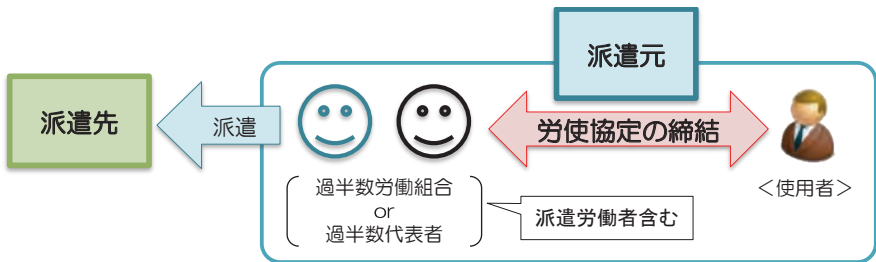 派遣元
派遣先
派遣
労使協定の締結
過半数労働組合
or
過半数代表者
派遣労働者含む
＜使用者＞